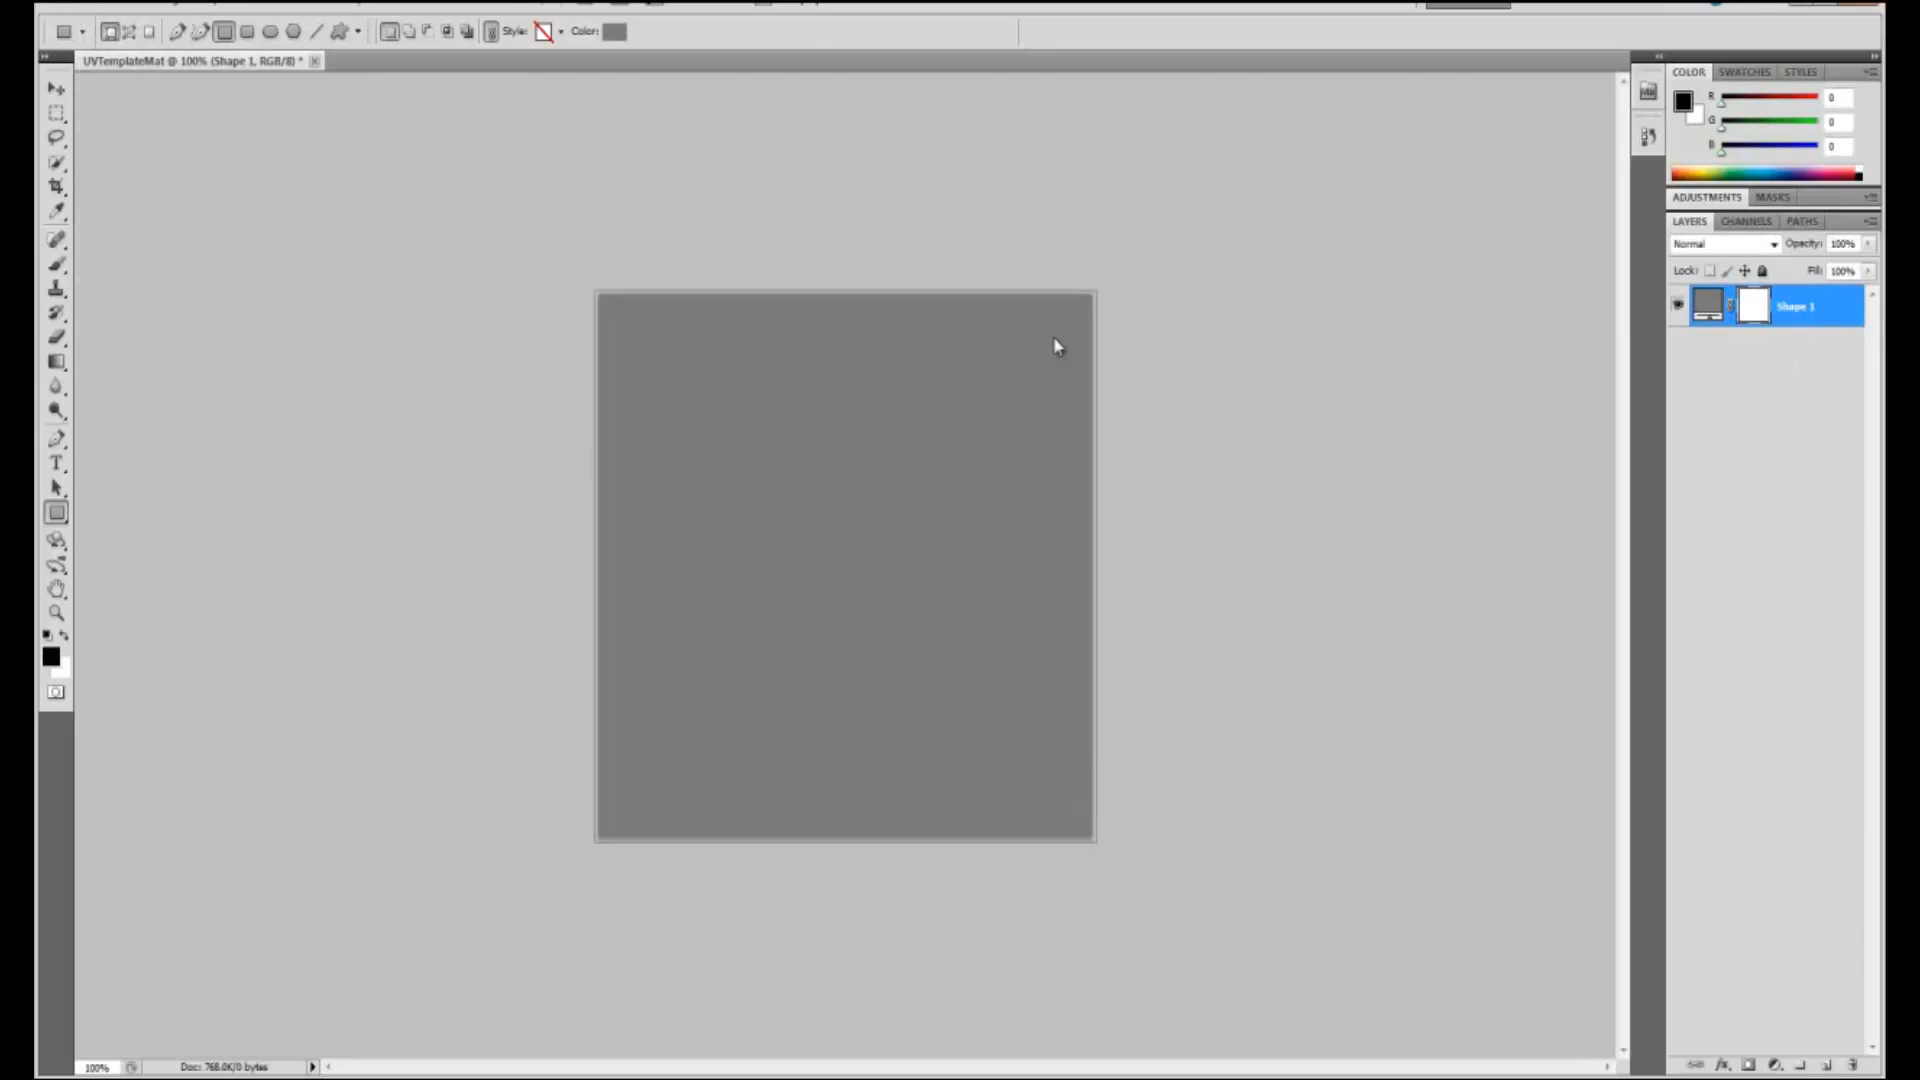 Style: Color:
UVTemplateMat @ 100% (Shape 1, RGB/8) *
COLOR SWATCHES STYLES
R 0
G 0
B 0
ADJUSTMENTS MASKS
LAYERS CHANNELS PATHS
Normal Opacity: 100%
Lock: Fill: 100%
Shape 1
T
100% Doc: 768.0K/0 bytes